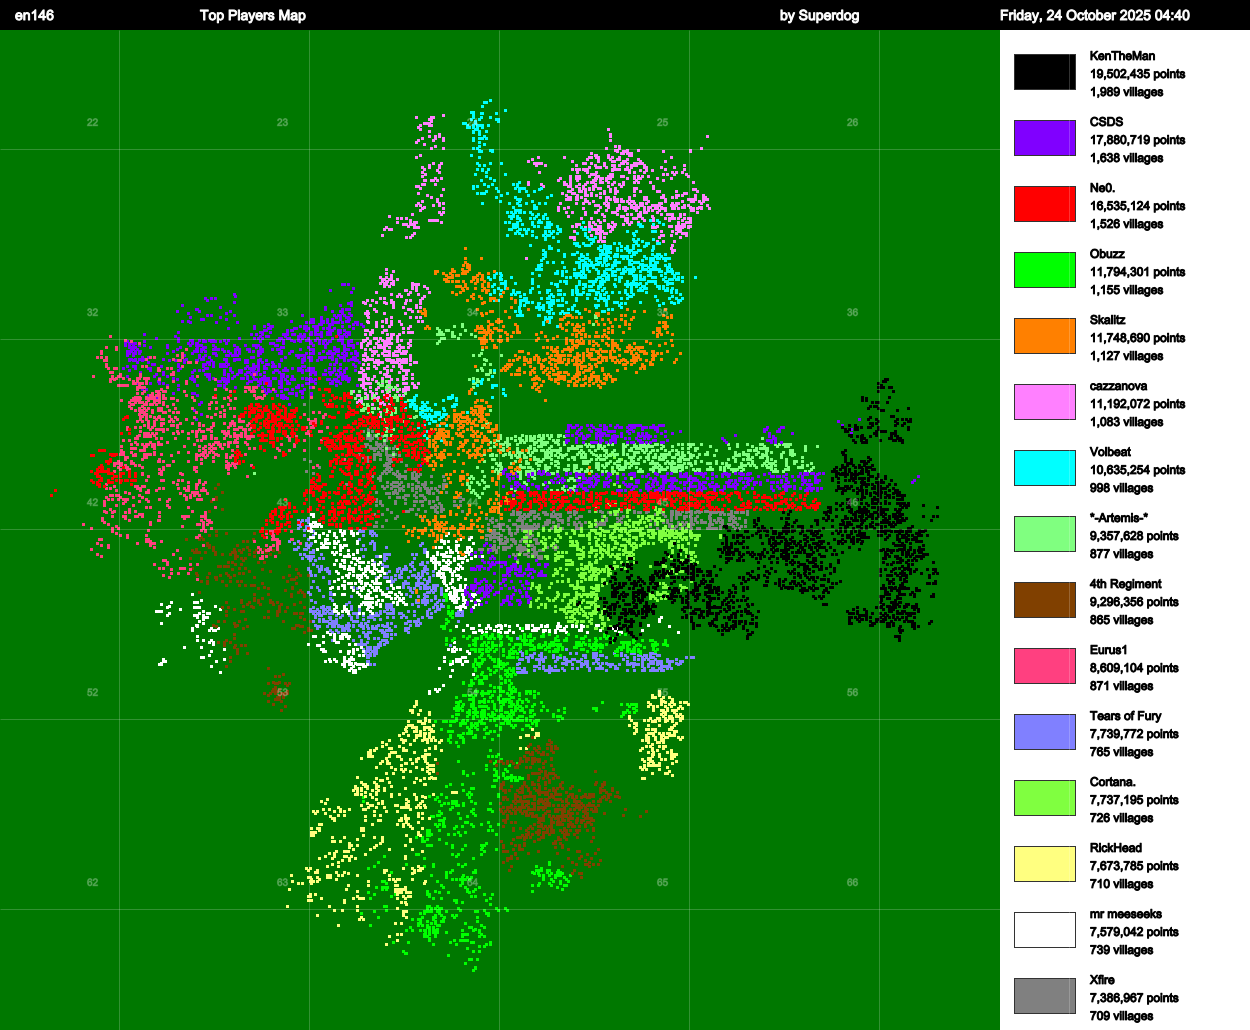 en146 Top Players Map by Superdog Friday, 24 October 2025 04:40
KenTheMan
19,502,435 points
1,989 villages
CSDS
17,880,719 points
1,638 villages
Ne0.
16,535,124 points
1,526 villages
Obuzz
11,794,301 points
1,155 villages
Skalitz
11,748,690 points
1,127 villages
cazzanova
11,192,072 points
1,083 villages
Volbeat
10,635,254 points
998 villages
*-Artemis-*
9,357,628 points
877 villages
4th Regiment
9,296,356 points
865 villages
Eurus1
8,609,104 points
871 villages
Tears of Fury
7,739,772 points
765 villages
Cortana.
7,737,195 points
726 villages
RickHead
7,673,785 points
710 villages
mr meeseeks
7,579,042 points
739 villages
Xfire
7,386,967 points
709 villages
22 23 25 26
32 33 34 36
42 43 45
52 53 56
62 63 64 65 66